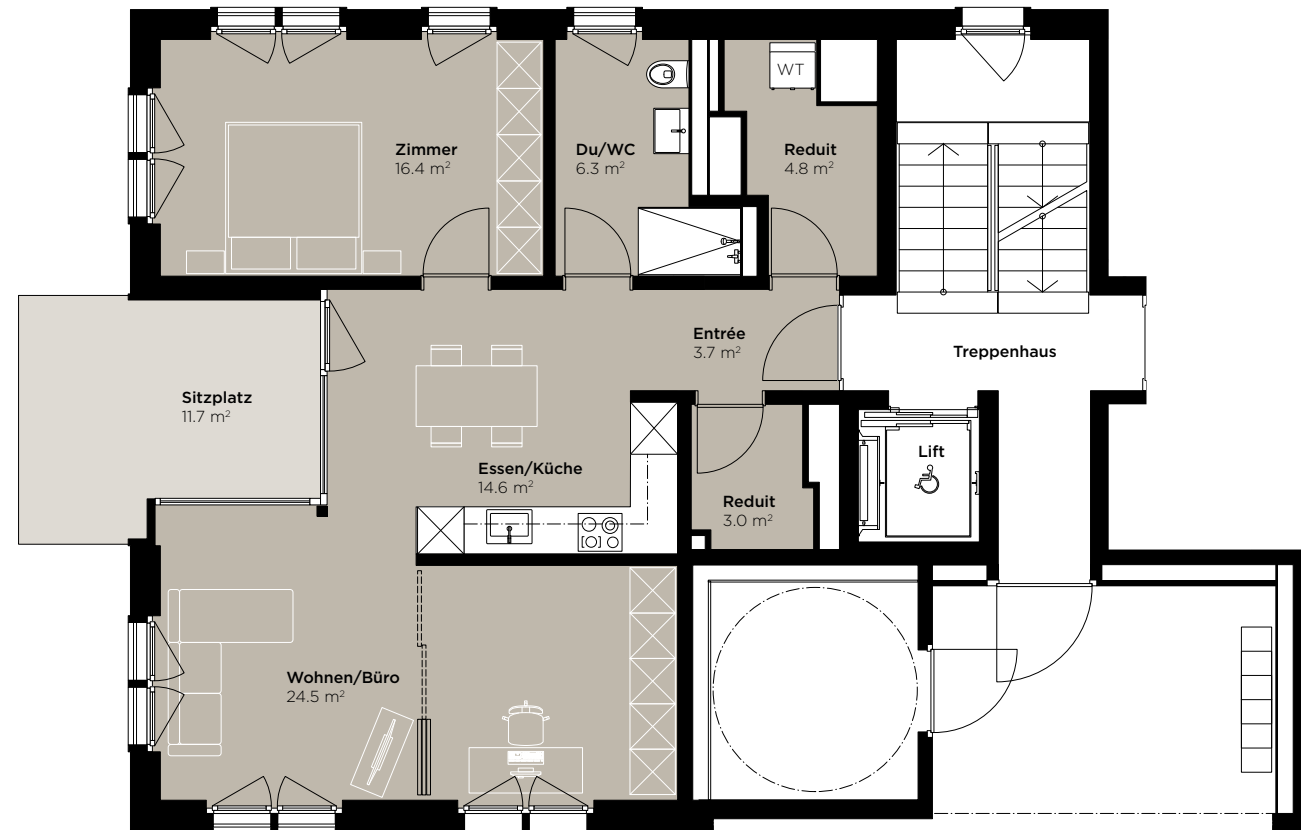 WT
Zimmer
16.4 m²
Du/WC
6.3 m²
Reduit
4.8 m²
Entrée
3.7 m²
Treppenhaus
Sitzplatz
11.7 m²
Essen/Küche
14.6 m²
Lift
Reduit
3.0 m²
Wohnen/Büro
24.5 m²